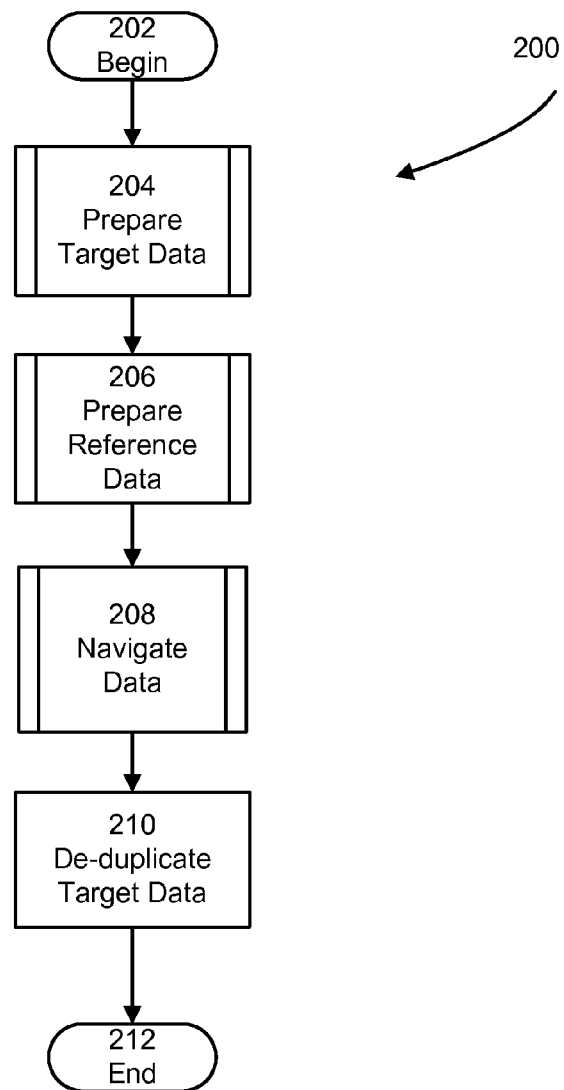 202
Begin
200
204
Prepare
Target Data
206
Prepare
Reference
Data
208
Navigate
Data
210
De-duplicate
Target Data
212
End